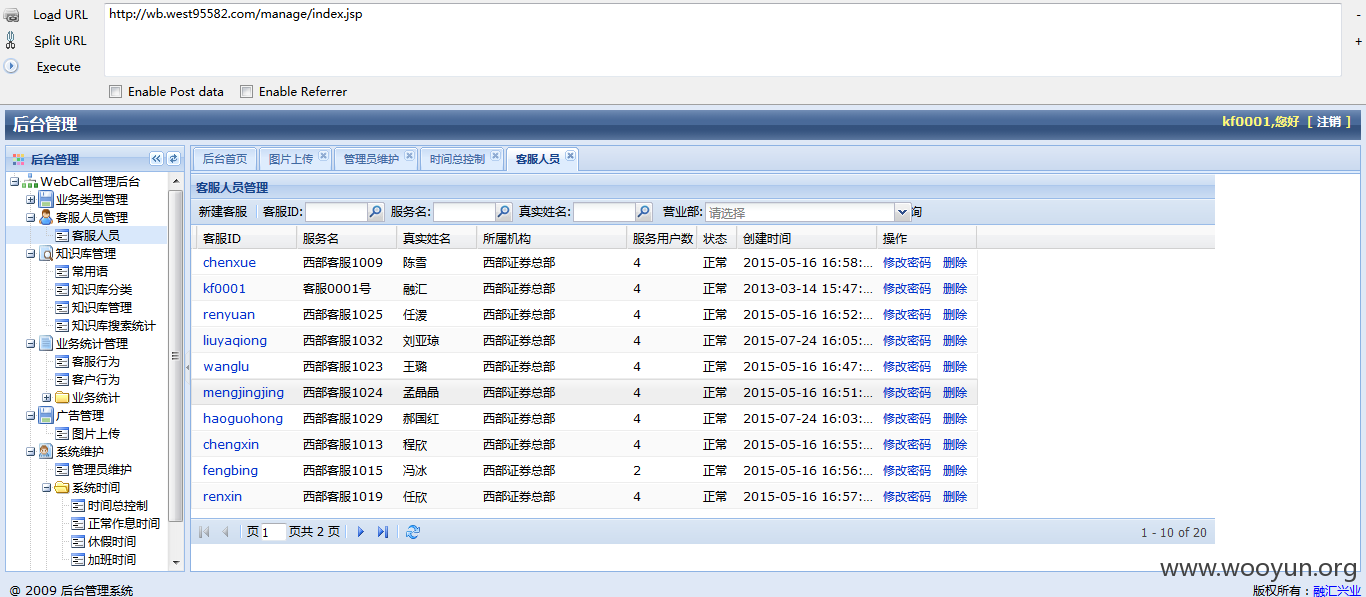 Load URL
http://wb.west95582.com/manage/index.jsp
-
Split URL
+
Execute
Enable Post data Enable Referrer
后台管理
kf0001,您好 [ 注销 ]
后台管理
后台首页 图片上传 管理员维护 时间总控制 客服人员
WebCall管理后台
业务类型管理
客服人员管理
客服人员
知识库管理
常用语
知识库分类
知识库管理
知识库搜索统计
业务统计管理
客服行为
客户行为
业务统计
广告管理
图片上传
系统维护
管理员维护
系统时间
时间总控制
正常作息时间
休假时间
加班时间
客服人员管理
新建客服 客服ID: 服务名: 真实姓名: 营业部: 请选择 询
客服ID 服务名 真实姓名 所属机构 服务用户数 状态 创建时间 操作
chenxue 西部客服1009 陈雪 西部证券总部 4 正常 2015-05-16 16:58:... 修改密码 删除
kf0001 客服0001号 融汇 西部证券总部 4 正常 2013-03-14 15:47:... 修改密码 删除
renyuan 西部客服1025 任湲 西部证券总部 4 正常 2015-05-16 16:52:... 修改密码 删除
liuyaqiong 西部客服1032 刘亚琼 西部证券总部 4 正常 2015-07-24 16:05:... 修改密码 删除
wanglu 西部客服1023 王璐 西部证券总部 4 正常 2015-05-16 16:47:... 修改密码 删除
mengjingjing 西部客服1024 孟晶晶 西部证券总部 4 正常 2015-05-16 16:51:... 修改密码 删除
haoguohong 西部客服1029 郝国红 西部证券总部 4 正常 2015-07-24 16:03:... 修改密码 删除
chengxin 西部客服1013 程欣 西部证券总部 4 正常 2015-05-16 16:55:... 修改密码 删除
fengbing 西部客服1015 冯冰 西部证券总部 2 正常 2015-05-16 16:56:... 修改密码 删除
renxin 西部客服1019 任欣 西部证券总部 4 正常 2015-05-16 16:57:... 修改密码 删除
页 1 页共 2 页
1 - 10 of 20
www.wooyun.org
@ 2009 后台管理系统
版权所有：融汇兴业